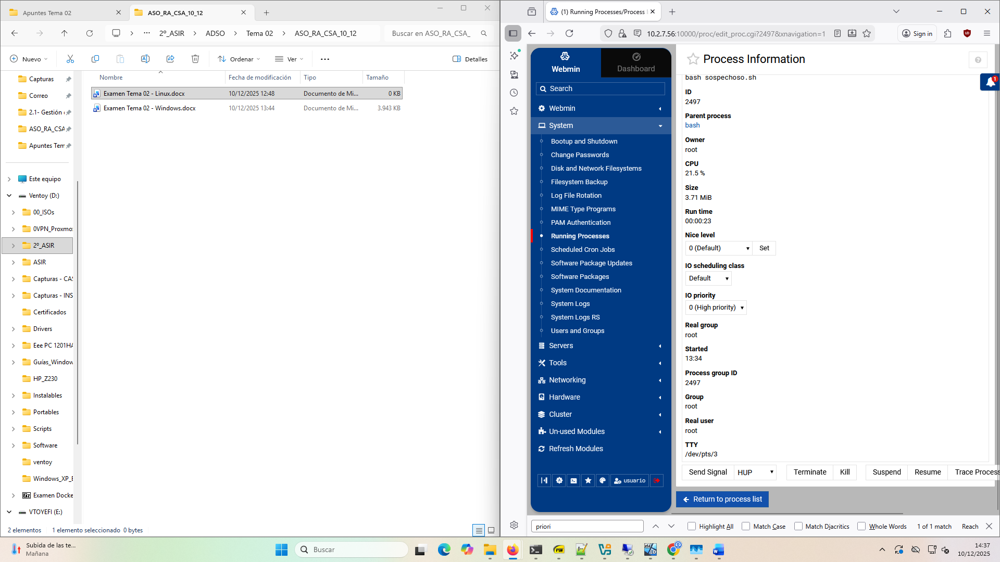 Apuntes Tema 02
ASO_RA_CSA_10_12
2º_ASIR
ADSO
Tema 02
ASO_RA_CSA_10_12
Buscar en ASO_RA_CSA_
Nuevo
Ordenar
Ver
Detalles
Nombre
Fecha de modificación
Tipo
Tamaño
Examen Tema 02 - Linux.docx
10/12/2025 12:48
Documento de Mi...
0 KB
Examen Tema 02 - Windows.docx
10/12/2025 13:44
Documento de Mi...
3.943 KB
Capturas
Correo
2.1- Gestión
ASO_RA_CSA
Apuntes Tem
Este equipo
Ventoy (D:)
00_ISOs
0VPN_Proxmo
2º_ASIR
ASIR
Capturas - CAS
Capturas - INS
Certificados
Drivers
Eee PC 1201HA
Guías_Window
HP_Z230
Instalables
Portables
Scripts
Software
ventoy
Windows_XP_E
Examen Docke
VTOYEFI (E:)
2 elementos
1 elemento seleccionado 0 bytes
(1) Running Processes/Process
10.2.7.56:10000/proc/edit_proc.cgi?2497&xnavigation=1
Sign in
Webmin
Dashboard
Search
Webmin
System
Bootup and Shutdown
Change Passwords
Disk and Network Filesystems
Filesystem Backup
Log File Rotation
MIME Type Programs
PAM Authentication
Running Processes
Scheduled Cron Jobs
Software Package Updates
Software Packages
System Documentation
System Logs
System Logs RS
Users and Groups
Servers
Tools
Networking
Hardware
Cluster
Un-used Modules
Refresh Modules
usuario
Process Information
1
bash sospechoso.sh
ID
2497
Parent process
bash
Owner
root
CPU
21.5 %
Size
3.71 MiB
Run time
00:00:23
Nice level
0 (Default)
Set
IO scheduling class
Default
IO priority
0 (High priority)
Real group
root
Started
13:34
Process group ID
2497
Group
root
Real user
root
TTY
/dev/pts/3
Send Signal
HUP
Terminate
Kill
Suspend
Resume
Trace Process
Return to process list
priori
Highlight All
Match Case
Match Diacritics
Whole Words
1 of 1 match
Reach
Subida de las te...
Mañana
Buscar
14:37
10/12/2025